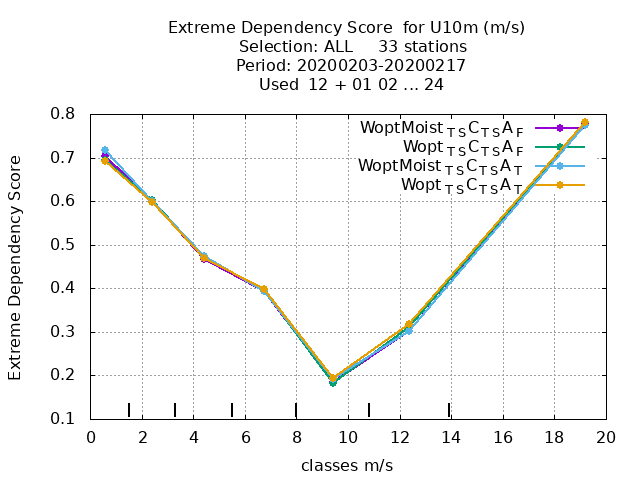 Extreme Dependency Score  for U10m (m/s)
Selection: ALL     33 stations
Period: 20200203-20200217
Used  12 + 01 02 ... 24
WoptMoist TS C TS A F
Wopt TS C TS A F
WoptMoist TS C TS A T
Wopt TS C TS A T
Extreme Dependency Score
0.8
0.7
0.6
0.5
0.4
0.3
0.2
0.1
0 2 4 6 8 10 12 14 16 18 20
classes m/s